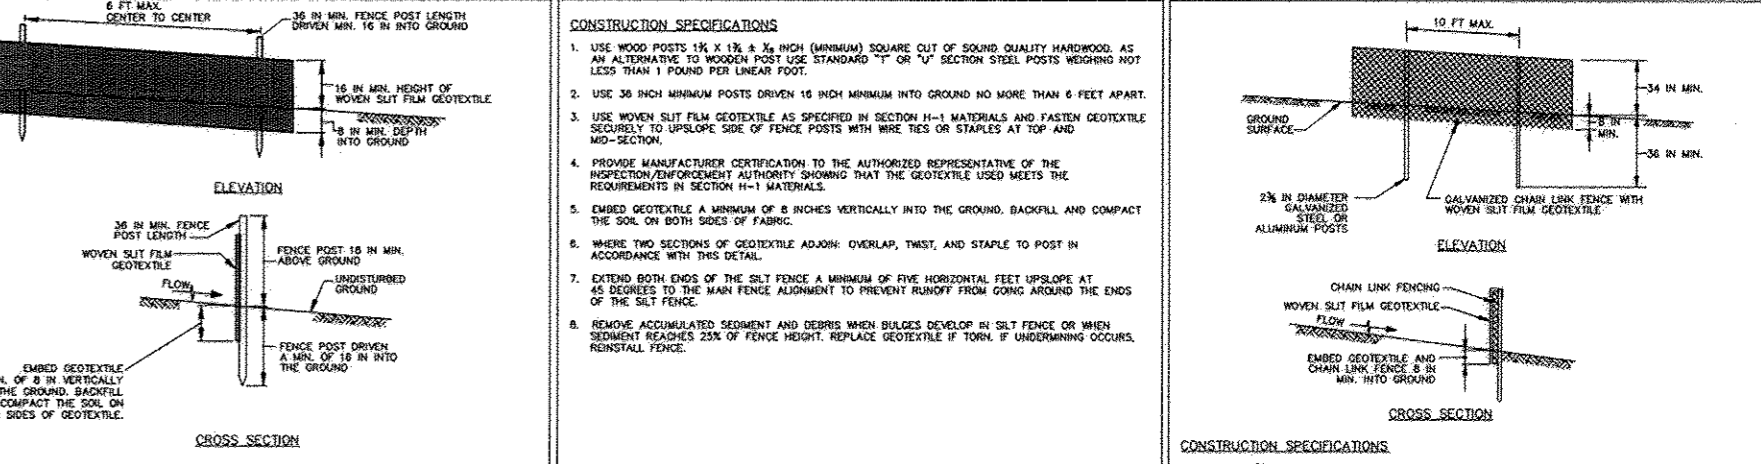 6 FT MAX.
CENTER TO CENTER
36 IN MIN. FENCE POST LENGTH
DRIVEN MIN. 16 IN INTO GROUND
16 IN MIN. HEIGHT OF
WOVEN SLIT FILM GEOTEXTILE
8 IN MIN. DEPTH
INTO GROUND
ELEVATION
36 IN MIN. FENCE
POST LENGTH
WOVEN SLIT FILM
GEOTEXTILE
FLOW
FENCE POST 18 IN MIN.
ABOVE GROUND
UNDISTURBED
GROUND
FENCE POST DRIVEN
A MIN. OF 16 IN INTO
THE GROUND
EMBED GEOTEXTILE
N. OF 8 IN VERTICALLY
THE GROUND. BACKFILL
COMPACT THE SOIL ON
SIDES OF GEOTEXTILE.
CROSS SECTION
CONSTRUCTION SPECIFICATIONS
1. USE WOOD POSTS 1¾ X 1¾ ± ⅛ INCH (MINIMUM) SQUARE CUT OF SOUND QUALITY HARDWOOD. AS
AN ALTERNATIVE TO WOODEN POST USE STANDARD "T" OR "U" SECTION STEEL POSTS WEIGHING NOT
LESS THAN 1 POUND PER LINEAR FOOT.
2. USE 36 INCH MINIMUM POSTS DRIVEN 16 INCH MINIMUM INTO GROUND NO MORE THAN 6 FEET APART.
3. USE WOVEN SLIT FILM GEOTEXTILE AS SPECIFIED IN SECTION H-1 MATERIALS AND FASTEN GEOTEXTILE
SECURELY TO UPSLOPE SIDE OF FENCE POSTS WITH WIRE TIES OR STAPLES AT TOP AND
MID-SECTION.
4. PROVIDE MANUFACTURER CERTIFICATION TO THE AUTHORIZED REPRESENTATIVE OF THE
INSPECTION/ENFORCEMENT AUTHORITY SHOWING THAT THE GEOTEXTILE USED MEETS THE
REQUIREMENTS IN SECTION H-1 MATERIALS.
5. EMBED GEOTEXTILE A MINIMUM OF 8 INCHES VERTICALLY INTO THE GROUND. BACKFILL AND COMPACT
THE SOIL ON BOTH SIDES OF FABRIC.
6. WHERE TWO SECTIONS OF GEOTEXTILE ADJOIN: OVERLAP, TWIST, AND STAPLE TO POST IN
ACCORDANCE WITH THIS DETAIL.
7. EXTEND BOTH ENDS OF THE SILT FENCE A MINIMUM OF FIVE HORIZONTAL FEET UPSLOPE AT
45 DEGREES TO THE MAIN FENCE ALIGNMENT TO PREVENT RUNOFF FROM GOING AROUND THE ENDS
OF THE SILT FENCE.
8. REMOVE ACCUMULATED SEDIMENT AND DEBRIS WHEN BULGES DEVELOP IN SILT FENCE OR WHEN
SEDIMENT REACHES 25% OF FENCE HEIGHT. REPLACE GEOTEXTILE IF TORN. IF UNDERMINING OCCURS,
REINSTALL FENCE.
10 FT MAX.
34 IN MIN.
GROUND
SURFACE
8 IN
MIN.
36 IN MIN.
2⅜ IN DIAMETER
GALVANIZED
STEEL OR
ALUMINUM POSTS
GALVANIZED CHAIN LINK FENCE WITH
WOVEN SLIT FILM GEOTEXTILE
ELEVATION
CHAIN LINK FENCING
WOVEN SLIT FILM GEOTEXTILE
FLOW
EMBED GEOTEXTILE AND
CHAIN LINK FENCE 8 IN
MIN. INTO GROUND
CROSS SECTION
CONSTRUCTION SPECIFICATIONS